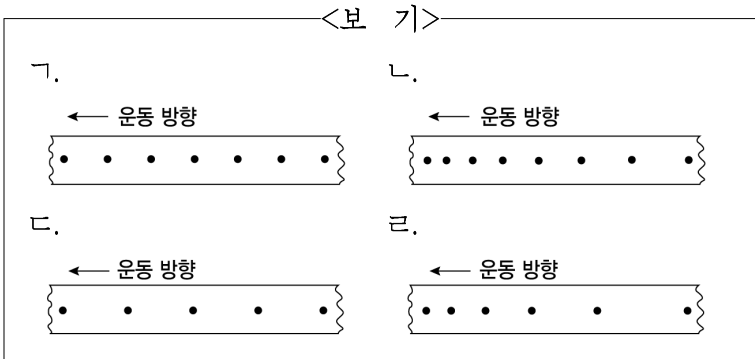 <보 기>
ㄱ. ㄴ.
← 운동 방향 ← 운동 방향
ㄷ. ㄹ.
← 운동 방향 ← 운동 방향